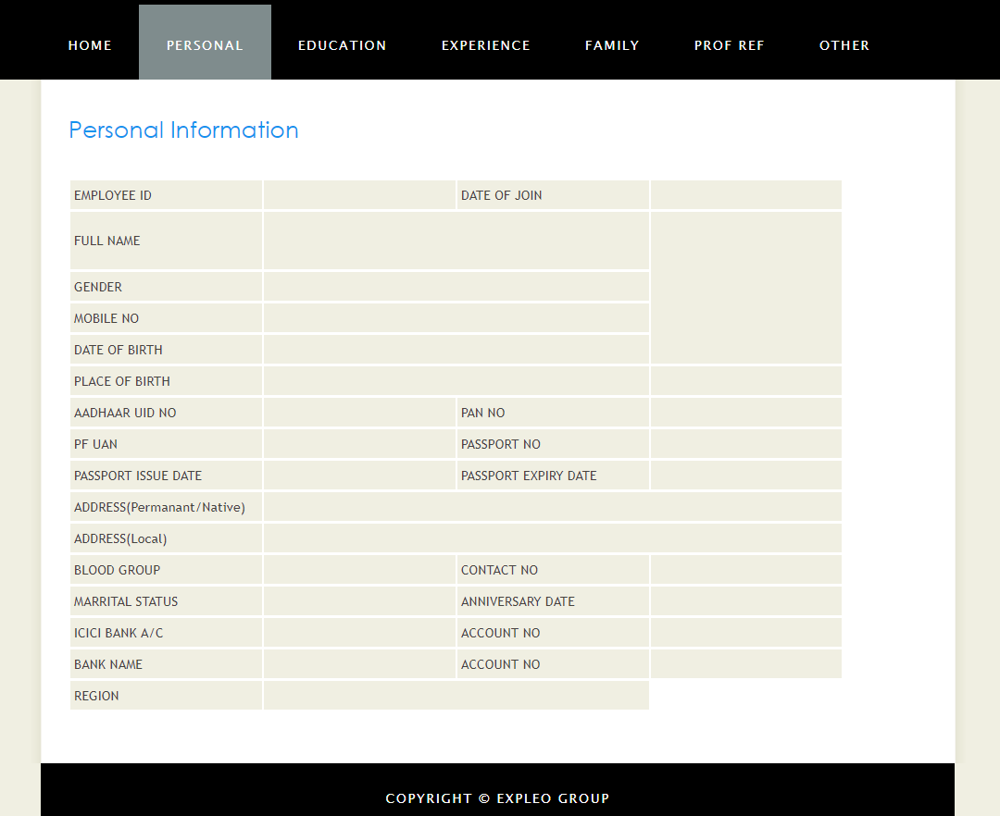 HOME PERSONAL EDUCATION EXPERIENCE FAMILY PROF REF OTHER
Personal Information
EMPLOYEE ID DATE OF JOIN
FULL NAME
GENDER
MOBILE NO
DATE OF BIRTH
PLACE OF BIRTH
AADHAAR UID NO PAN NO
PF UAN PASSPORT NO
PASSPORT ISSUE DATE PASSPORT EXPIRY DATE
ADDRESS(Permanant/Native)
ADDRESS(Local)
BLOOD GROUP CONTACT NO
MARRITAL STATUS ANNIVERSARY DATE
ICICI BANK A/C ACCOUNT NO
BANK NAME ACCOUNT NO
REGION
COPYRIGHT © EXPLEO GROUP